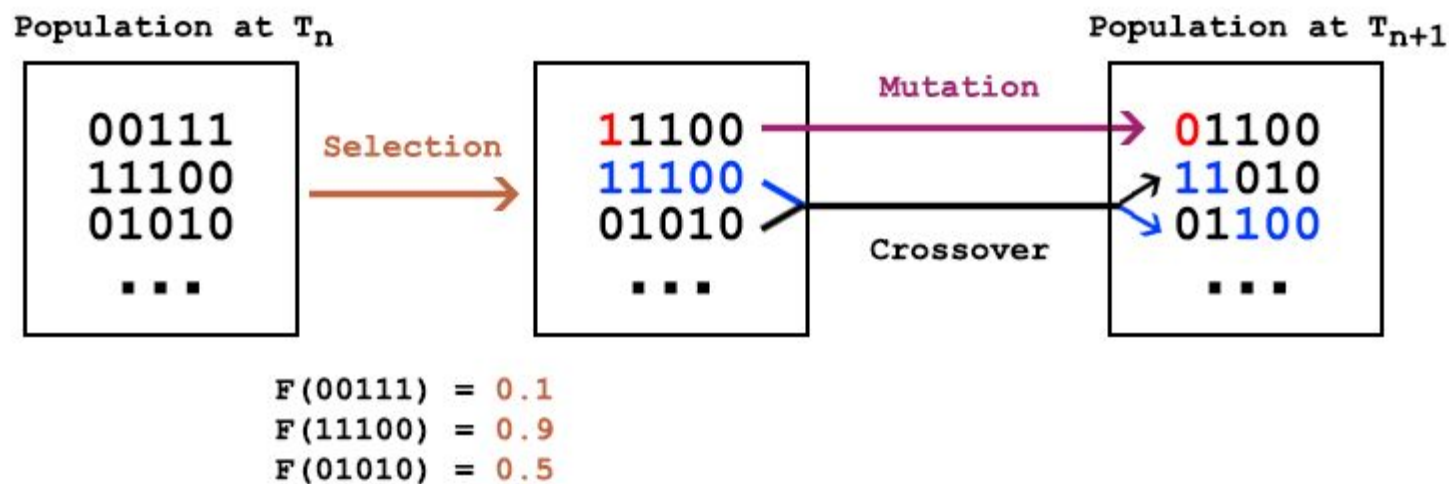 Population at Tn
00111
11100
01010
...
Selection
11100
11100
01010
...
Mutation
Crossover
Population at Tn+1
01100
11010
01100
...
F(00111) = 0.1
F(11100) = 0.9
F(01010) = 0.5